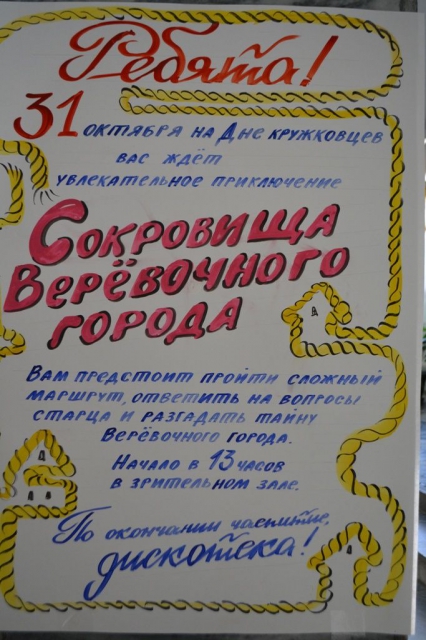 Ребята!
31 октября на Дне кружковцев
вас ждёт
увлекательное приключение
Сокровища
Верёвочного
города
Вам предстоит пройти сложный
маршрут, ответить на вопросы
старца и разгадать тайну
Верёвочного города.
Начало в 13 часов
в зрительном зале.
По окончании чаепитие,
дискотека!